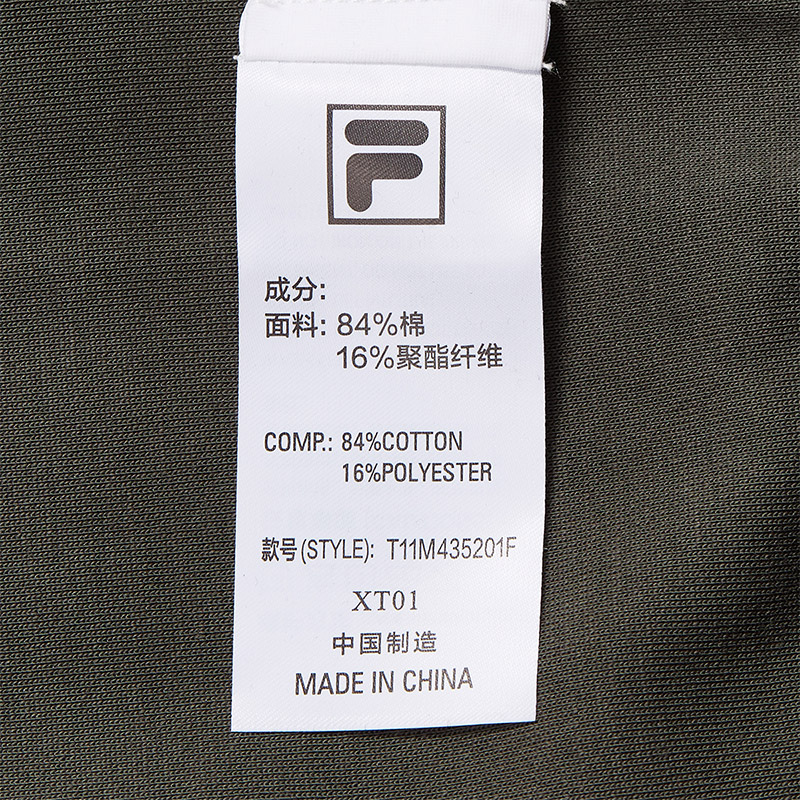 成分:
面料: 84%棉
16%聚酯纤维
COMP.: 84%COTTON
16%POLYESTER
款号(STYLE): T11M435201F
XT01
中国制造
MADE IN CHINA